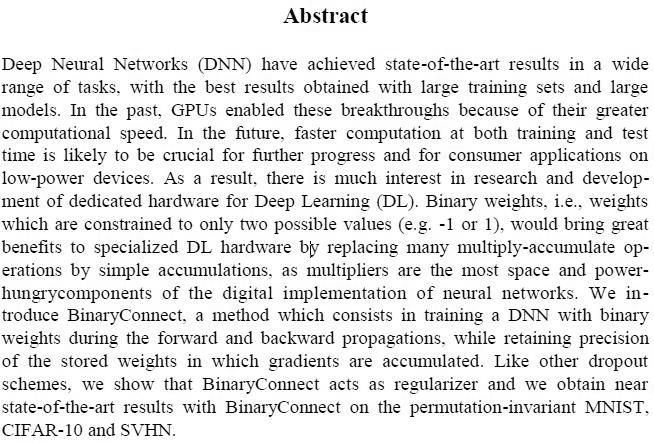 Abstract
Deep Neural Networks (DNN) have achieved state-of-the-art results in a wide
range of tasks, with the best results obtained with large training sets and large
models. In the past, GPUs enabled these breakthroughs because of their greater
computational speed. In the future, faster computation at both training and test
time is likely to be crucial for further progress and for consumer applications on
low-power devices. As a result, there is much interest in research and develop-
ment of dedicated hardware for Deep Learning (DL). Binary weights, i.e., weights
which are constrained to only two possible values (e.g. -1 or 1), would bring great
benefits to specialized DL hardware by replacing many multiply-accumulate op-
erations by simple accumulations, as multipliers are the most space and power-
hungrycomponents of the digital implementation of neural networks. We in-
troduce BinaryConnect, a method which consists in training a DNN with binary
weights during the forward and backward propagations, while retaining precision
of the stored weights in which gradients are accumulated. Like other dropout
schemes, we show that BinaryConnect acts as regularizer and we obtain near
state-of-the-art results with BinaryConnect on the permutation-invariant MNIST,
CIFAR-10 and SVHN.